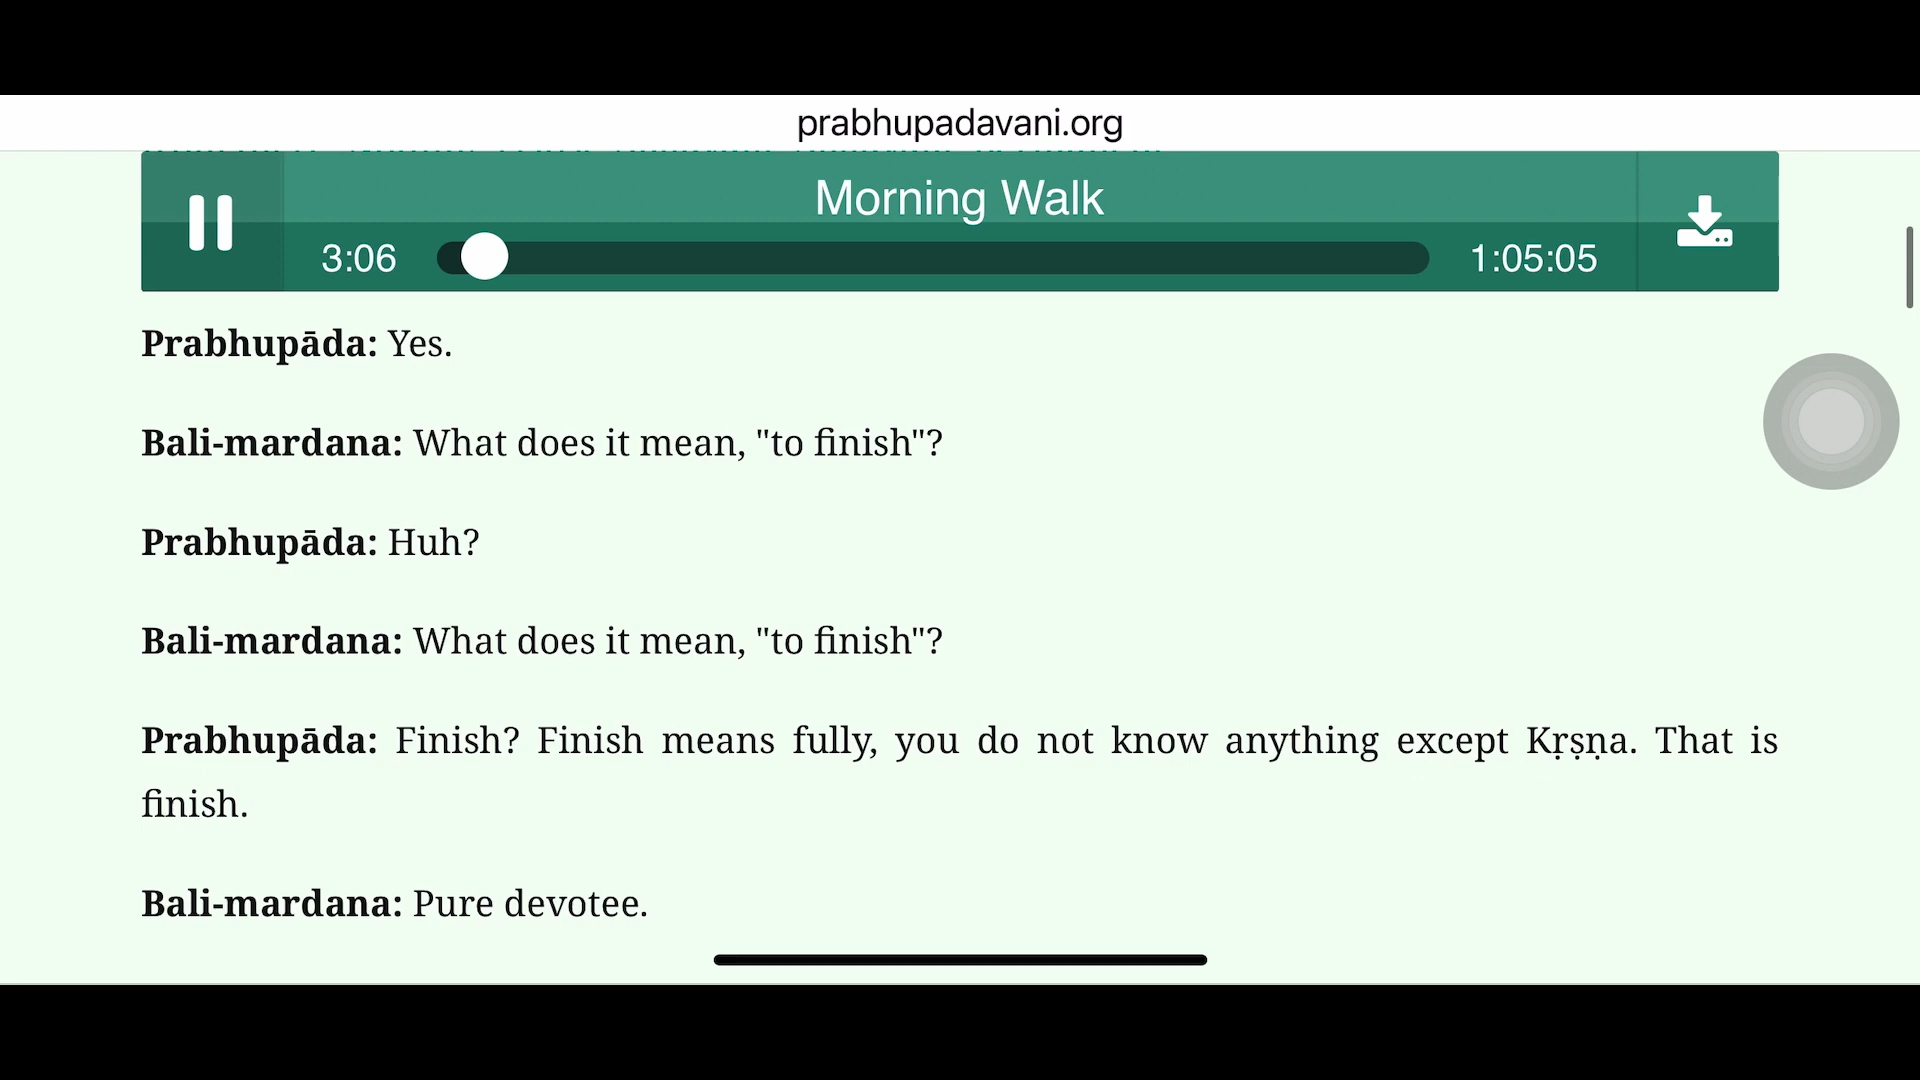 prabhupadavani.org
Morning Walk
3:06
1:05:05
Prabhupāda: Yes.
Bali-mardana: What does it mean, "to finish"?
Prabhupāda: Huh?
Bali-mardana: What does it mean, "to finish"?
Prabhupāda: Finish? Finish means fully, you do not know anything except Kṛṣṇa. That is
finish.
Bali-mardana: Pure devotee.